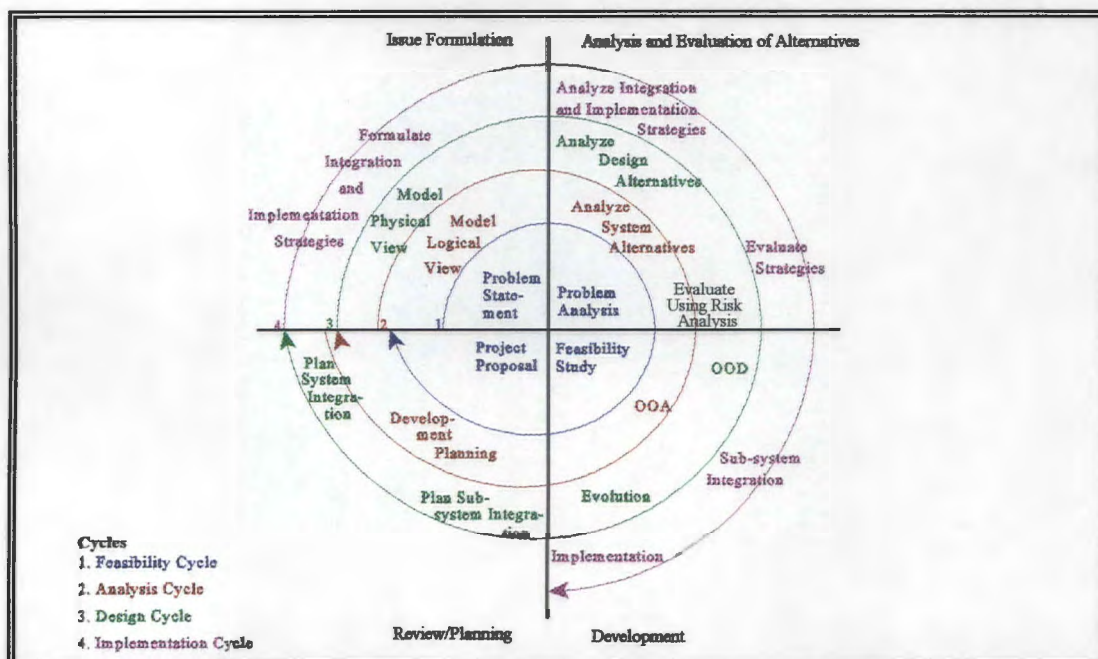 Issue Formulation
Analysis and Evaluation of Alternatives
Analyze Integration
and Implementation
Strategies
Formulate
Integration
and
Implementation
Strategies
Analyze
Design
Alternatives
Model
Physical
View
Model
Logical
View
Analyze
System
Alternatives
Evaluate
Strategies
Problem
State-
ment
Problem
Analysis
Evaluate
Using Risk
Analysis
4
3
2
1
Project
Proposal
Feasibility
Study
OOD
Plan
System
Integra-
tion
OOA
Develop-
ment
Planning
Sub-system
Integration
Plan Sub-
system Integra-
sion
Evolution
Implementation
Cycles
1. Feasibility Cycle
2. Analysis Cycle
3. Design Cycle
4. Implementation Cycle
Review/Planning
Development